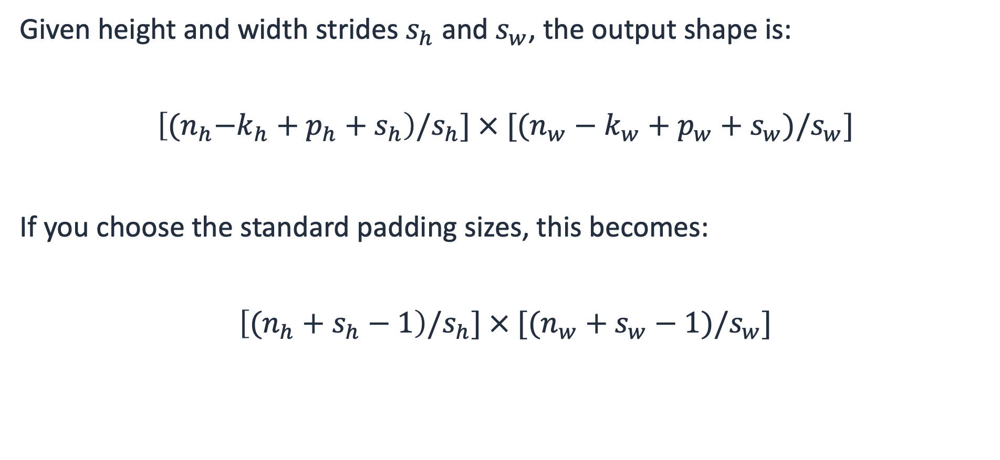 Given height and width strides $s_h$ and $s_w$, the output shape is:
$[(n_h - k_h + p_h + s_h)/s_h] \times [(n_w - k_w + p_w + s_w)/s_w]$
If you choose the standard padding sizes, this becomes:
$[(n_h + s_h - 1)/s_h] \times [(n_w + s_w - 1)/s_w]$